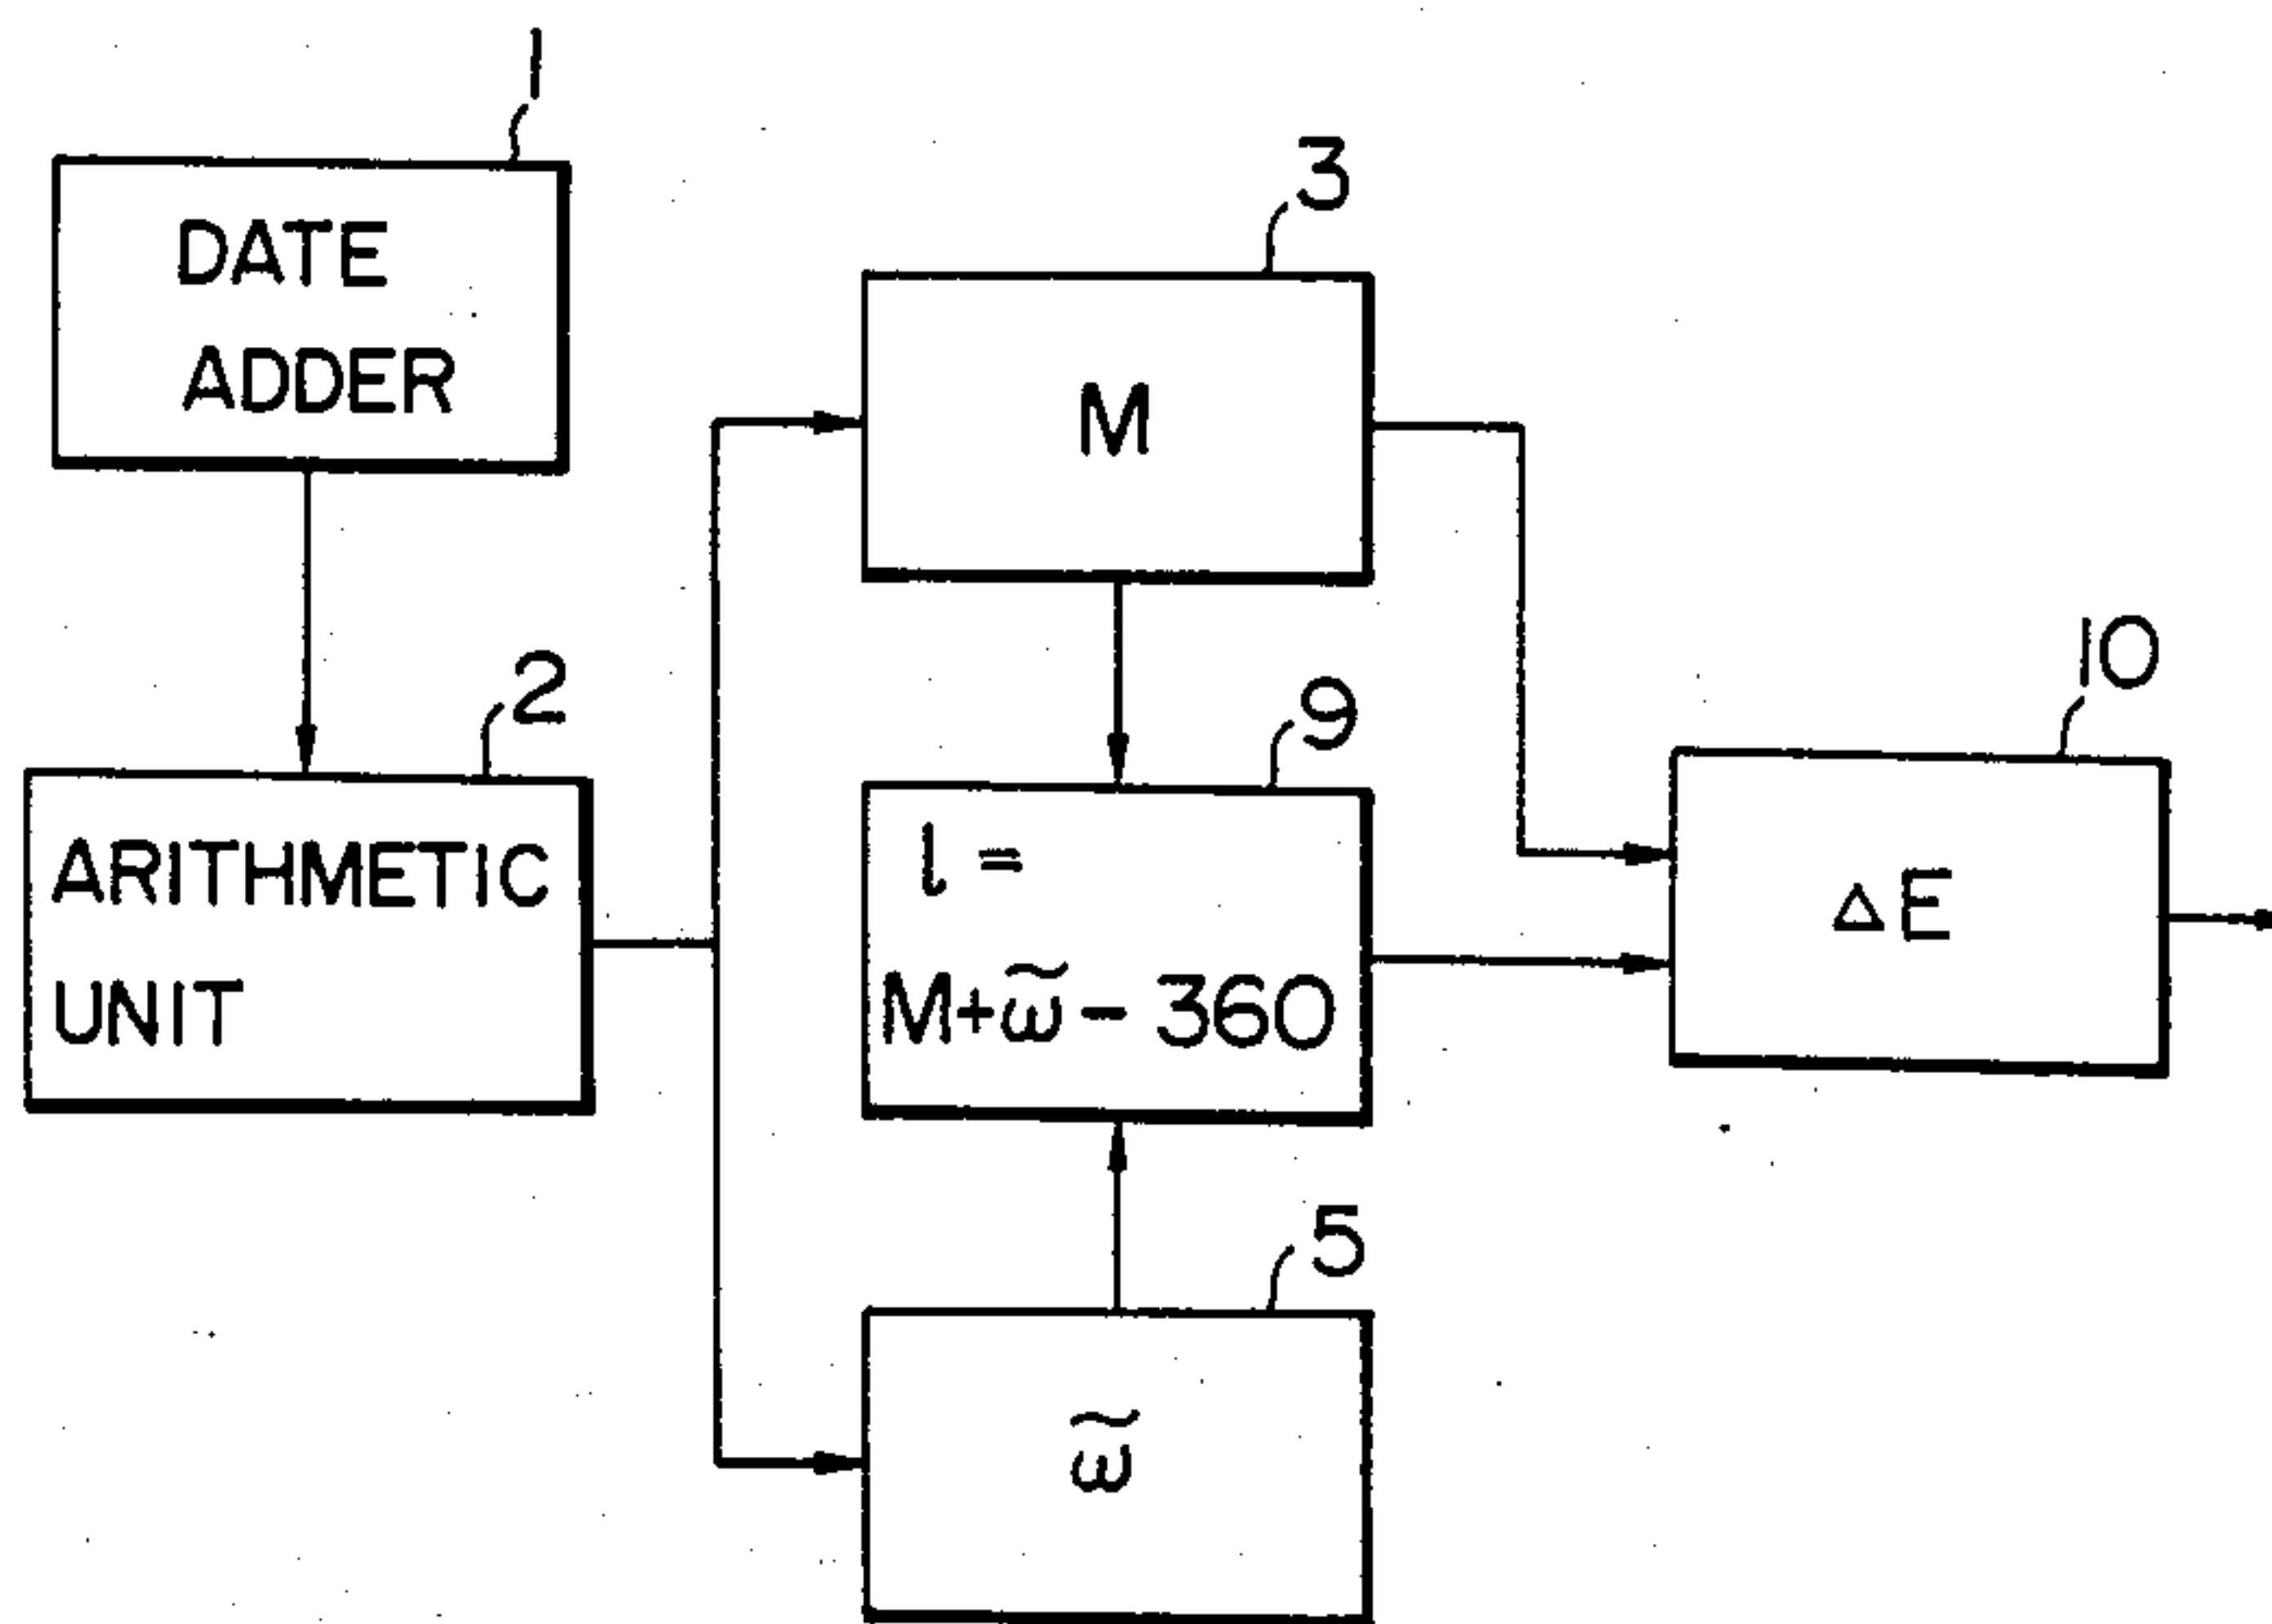 1
DATE
ADDER
3
M
2
ARITHMETIC
UNIT
9
l =
M+ω̃-360
10
ΔE
5
ω̃